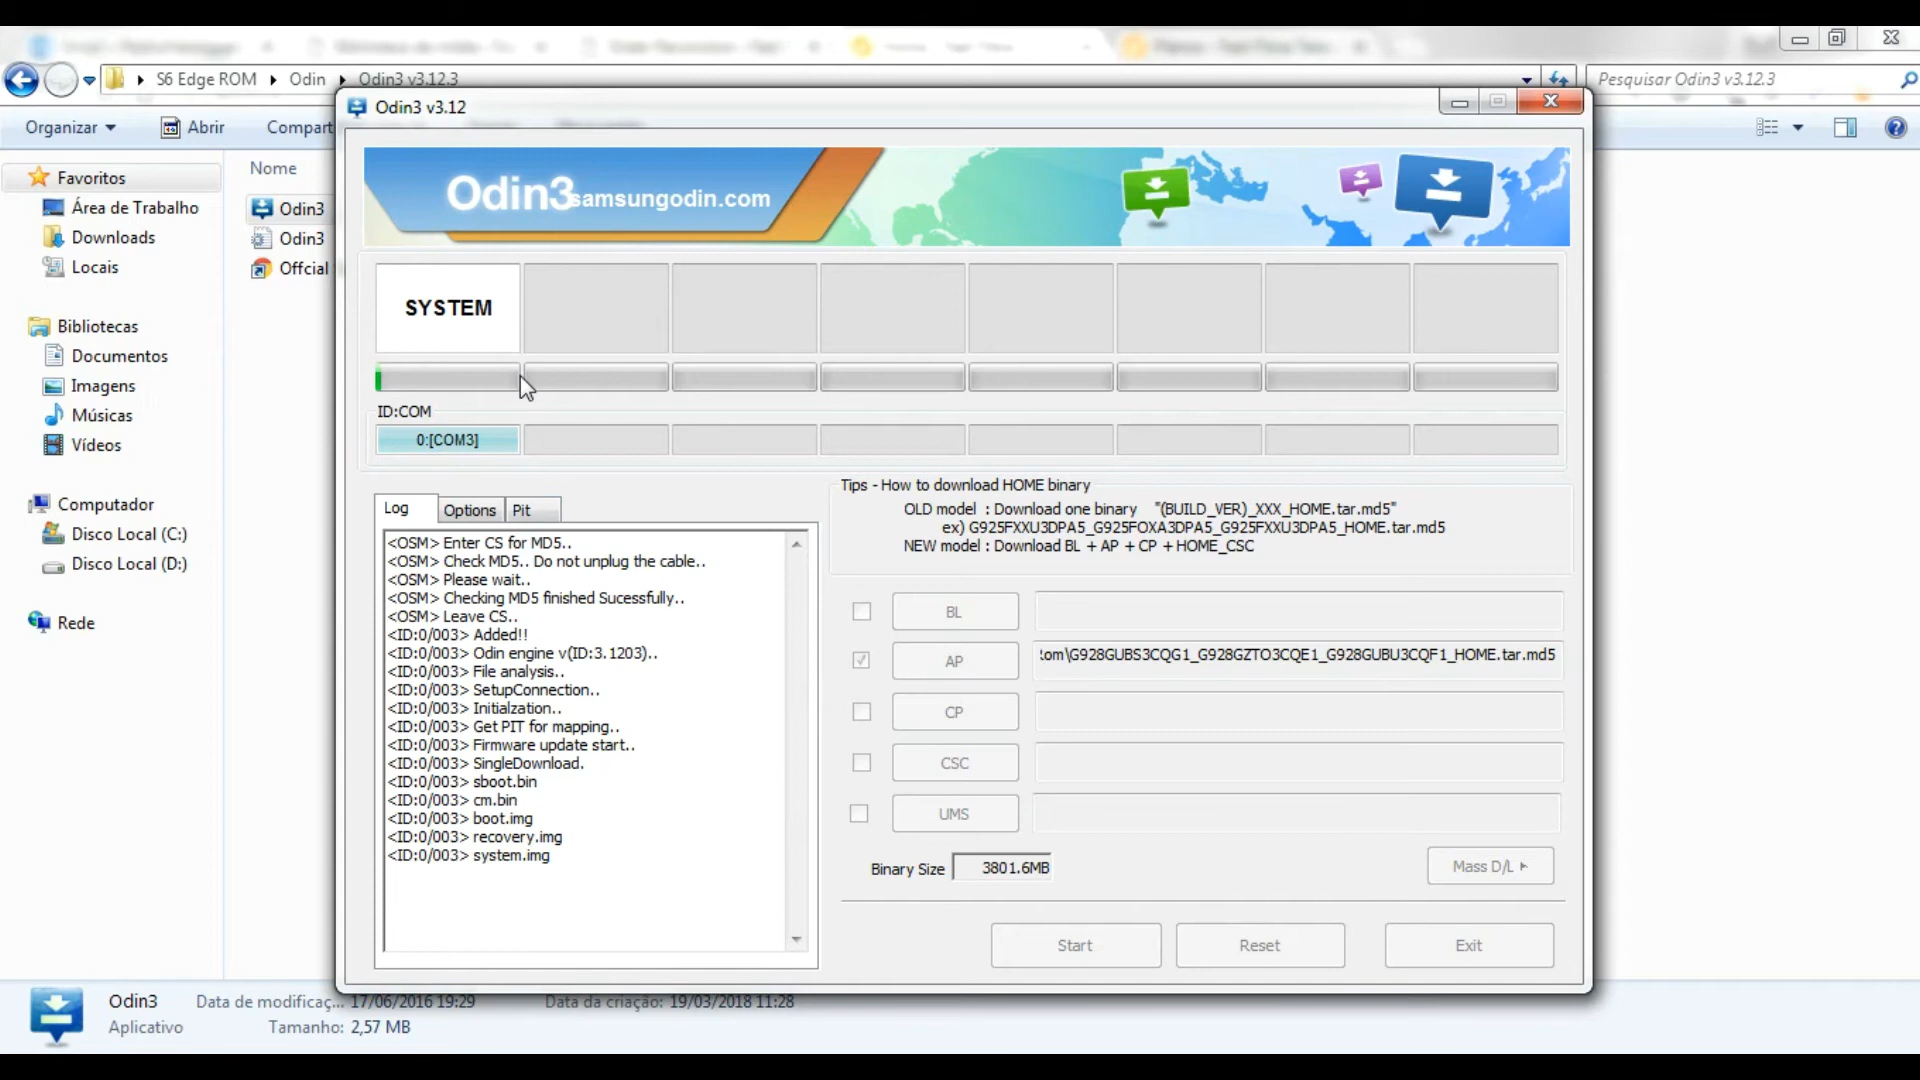 S6 Edge ROM
Odin
Odin3 v3.12.3
Pesquisar Odin3 v3.12.3
Organizar
Abrir
Compart
Odin3 v3.12
Favoritos
Área de Trabalho
Downloads
Locais
Bibliotecas
Documentos
Imagens
Músicas
Vídeos
Computador
Disco Local (C:)
Disco Local (D:)
Rede
Nome
Odin3
Odin3
Offcial
Odin3 samsungodin.com
SYSTEM
ID:COM
0:[COM3]
Log
Options
Pit
<OSM> Enter CS for MD5..
<OSM> Check MD5.. Do not unplug the cable..
<OSM> Please wait..
<OSM> Checking MD5 finished Sucessfully..
<OSM> Leave CS..
<ID:0/003> Added!!
<ID:0/003> Odin engine v(ID:3.1203)..
<ID:0/003> File analysis..
<ID:0/003> SetupConnection..
<ID:0/003> Initialzation..
<ID:0/003> Get PIT for mapping..
<ID:0/003> Firmware update start..
<ID:0/003> SingleDownload.
<ID:0/003> sboot.bin
<ID:0/003> cm.bin
<ID:0/003> boot.img
<ID:0/003> recovery.img
<ID:0/003> system.img
Tips - How to download HOME binary
OLD model : Download one binary "(BUILD_VER)_XXX_HOME.tar.md5"
ex) G925FXXU3DPA5_G925FOXA3DPA5_G925FXXU3DPA5_HOME.tar.md5
NEW model : Download BL + AP + CP + HOME_CSC
BL
AP
om\G928GUBS3CQG1_G928GZTO3CQE1_G928GUBU3CQF1_HOME.tar.md5
CP
CSC
UMS
Binary Size 3801.6MB
Mass D/L
Start
Reset
Exit
Odin3
Data de modificaç... 17/06/2016 19:29
Data da criação: 19/03/2018 11:28
Aplicativo
Tamanho: 2,57 MB